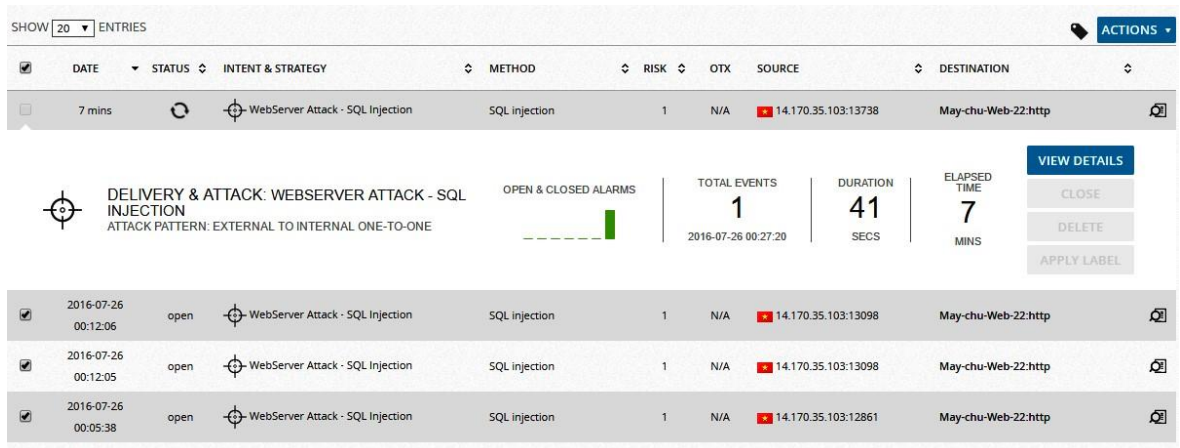 SHOW 20 ENTRIES
ACTIONS
DATE STATUS INTENT & STRATEGY METHOD RISK OTX SOURCE DESTINATION
7 mins WebServer Attack - SQL Injection SQL injection 1 N/A 14.170.35.103:13738 May-chu-Web-22:http
DELIVERY & ATTACK: WEBSERVER ATTACK - SQL
INJECTION
ATTACK PATTERN: EXTERNAL TO INTERNAL ONE-TO-ONE
OPEN & CLOSED ALARMS
TOTAL EVENTS
1
2016-07-26 00:27:20
DURATION
41
SECS
ELAPSED
TIME
7
MINS
VIEW DETAILS
CLOSE
DELETE
APPLY LABEL
2016-07-26
00:12:06
open WebServer Attack - SQL Injection SQL injection 1 N/A 14.170.35.103:13098 May-chu-Web-22:http
2016-07-26
00:12:05
open WebServer Attack - SQL Injection SQL injection 1 N/A 14.170.35.103:13098 May-chu-Web-22:http
2016-07-26
00:05:38
open WebServer Attack - SQL Injection SQL injection 1 N/A 14.170.35.103:12861 May-chu-Web-22:http